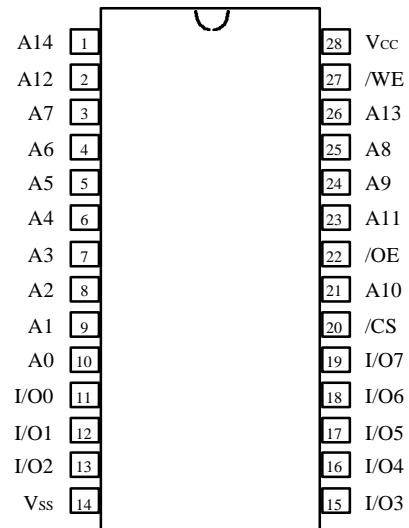 A14 1 28 Vcc
A12 2 27 /WE
A7 3 26 A13
A6 4 25 A8
A5 5 24 A9
A4 6 23 A11
A3 7 22 /OE
A2 8 21 A10
A1 9 20 /CS
A0 10 19 I/O7
I/O0 11 18 I/O6
I/O1 12 17 I/O5
I/O2 13 16 I/O4
Vss 14 15 I/O3